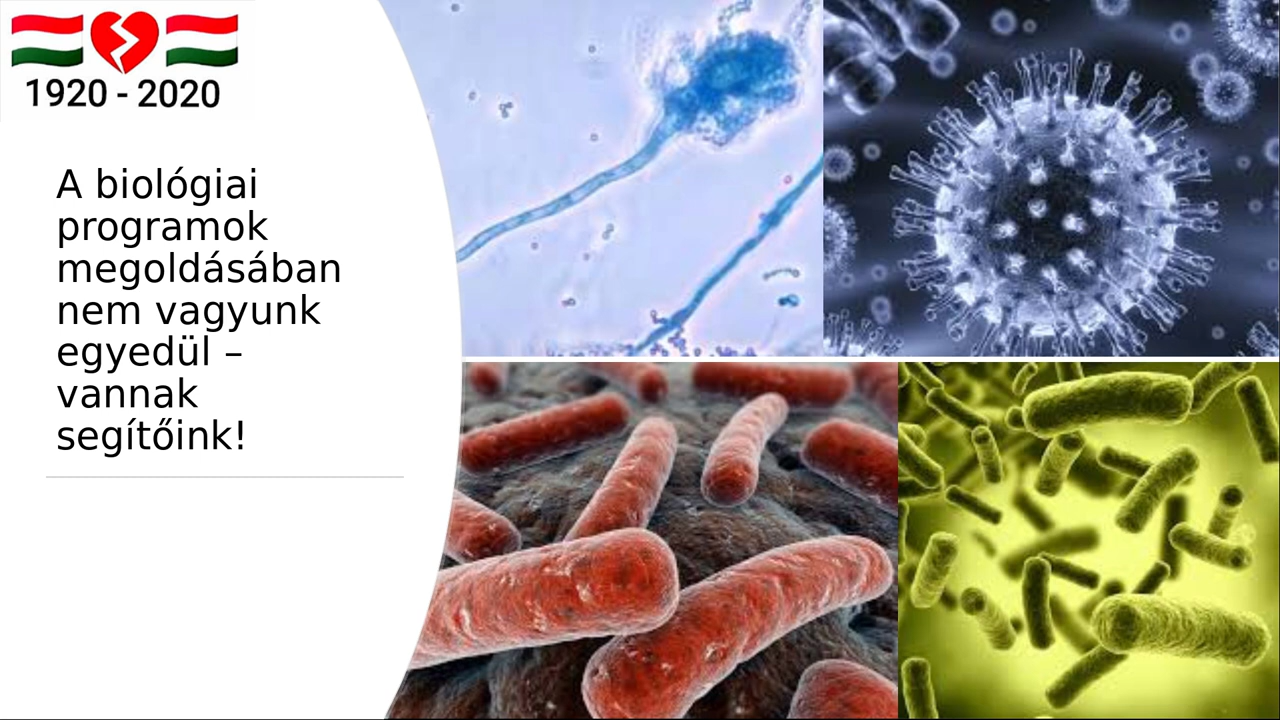 1920 - 2020
A biológiai
programok
megoldásában
nem vagyunk
egyedül –
vannak
segítőink!